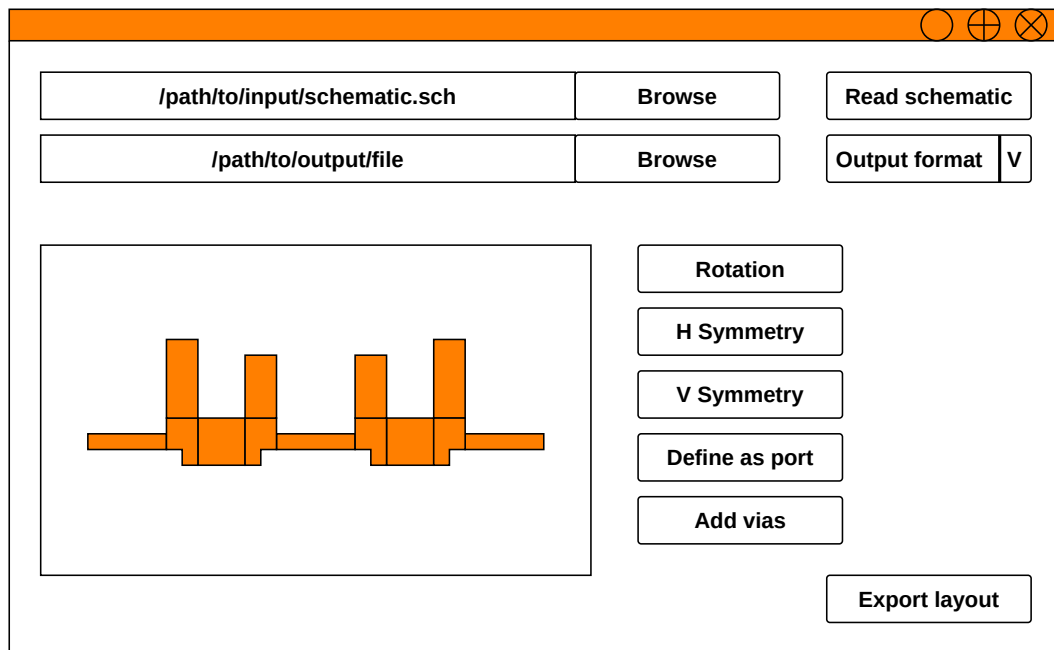 /path/to/input/schematic.sch Browse Read schematic
/path/to/output/file Browse Output format V
Rotation
H Symmetry
V Symmetry
Define as port
Add vias
Export layout